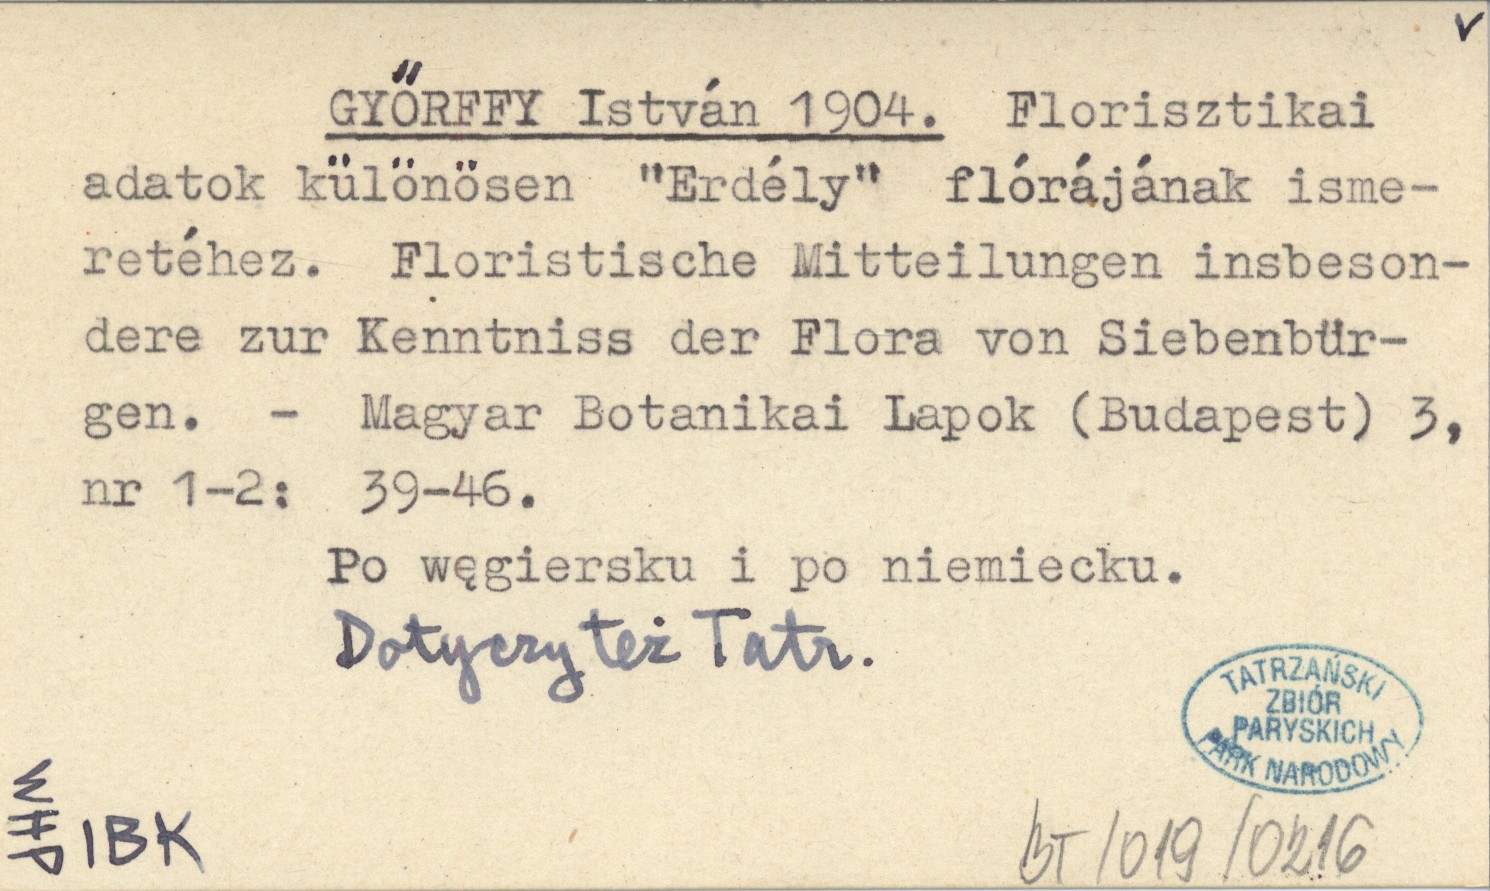 v
GYŐRFFY István 1904. Florisztikai
adatok különösen "Erdély" flórájának isme-
retéhez. Floristische Mitteilungen insbeson-
dere zur Kenntniss der Flora von Siebenbür-
gen. - Magyar Botanikai Lapok (Budapest) 3,
nr 1-2: 39-46.
Po węgiersku i po niemiecku.
Dotyczy też Tatr.
TATRZAŃSKI
ZBIÓR
PARYSKICH
PARK NARODOWY
IBK
BT/019/0216